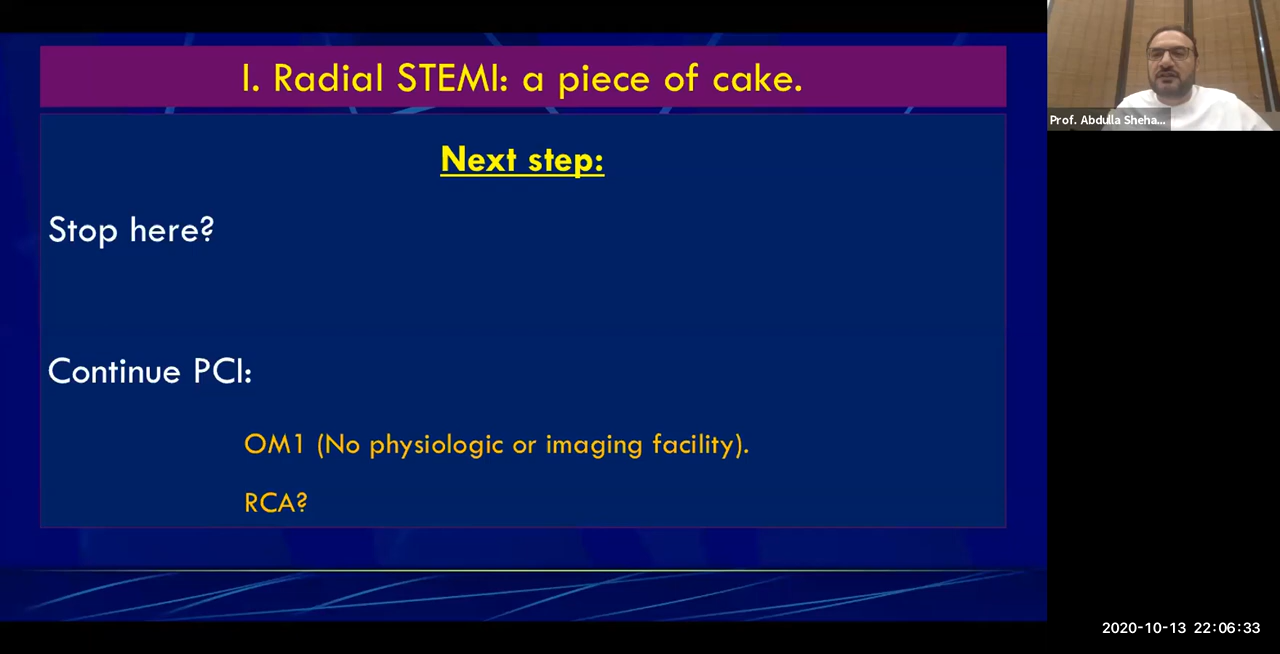 I. Radial STEMI: a piece of cake.
Next step:
Stop here?
Continue PCI:
OM1 (No physiologic or imaging facility).
RCA?
Prof. Abdulla Sheha...
2020-10-13 22:06:33